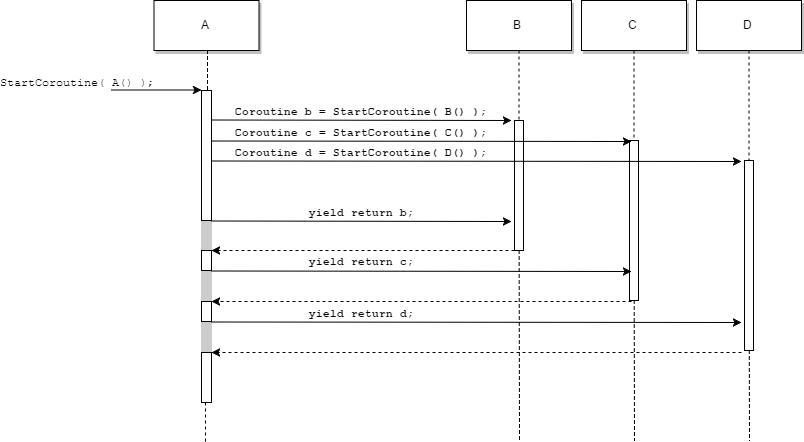 A
B
C
D
StartCoroutine( A() );
Coroutine b = StartCoroutine( B() );
Coroutine c = StartCoroutine( C() );
Coroutine d = StartCoroutine( D() );
yield return b;
yield return c;
yield return d;